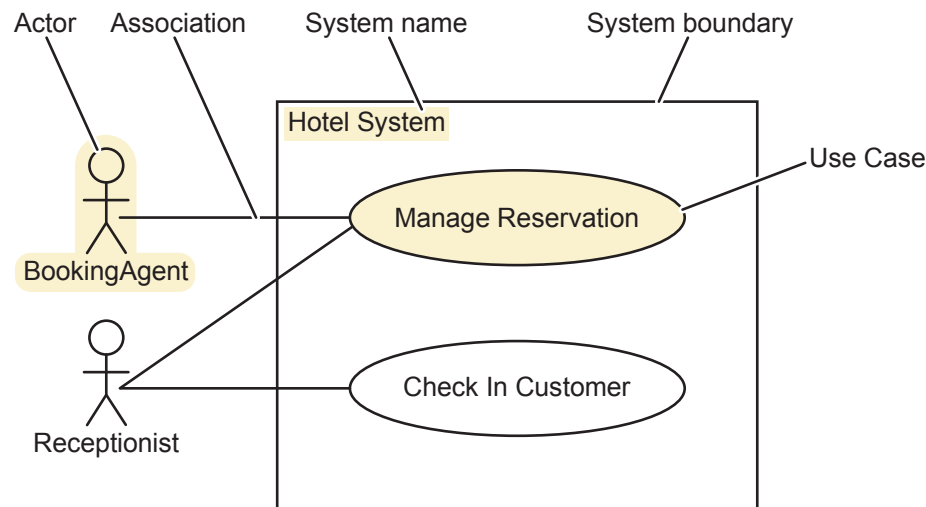 Actor
Association
System name
System boundary
Hotel System
Use Case
Manage Reservation
BookingAgent
Check In Customer
Receptionist